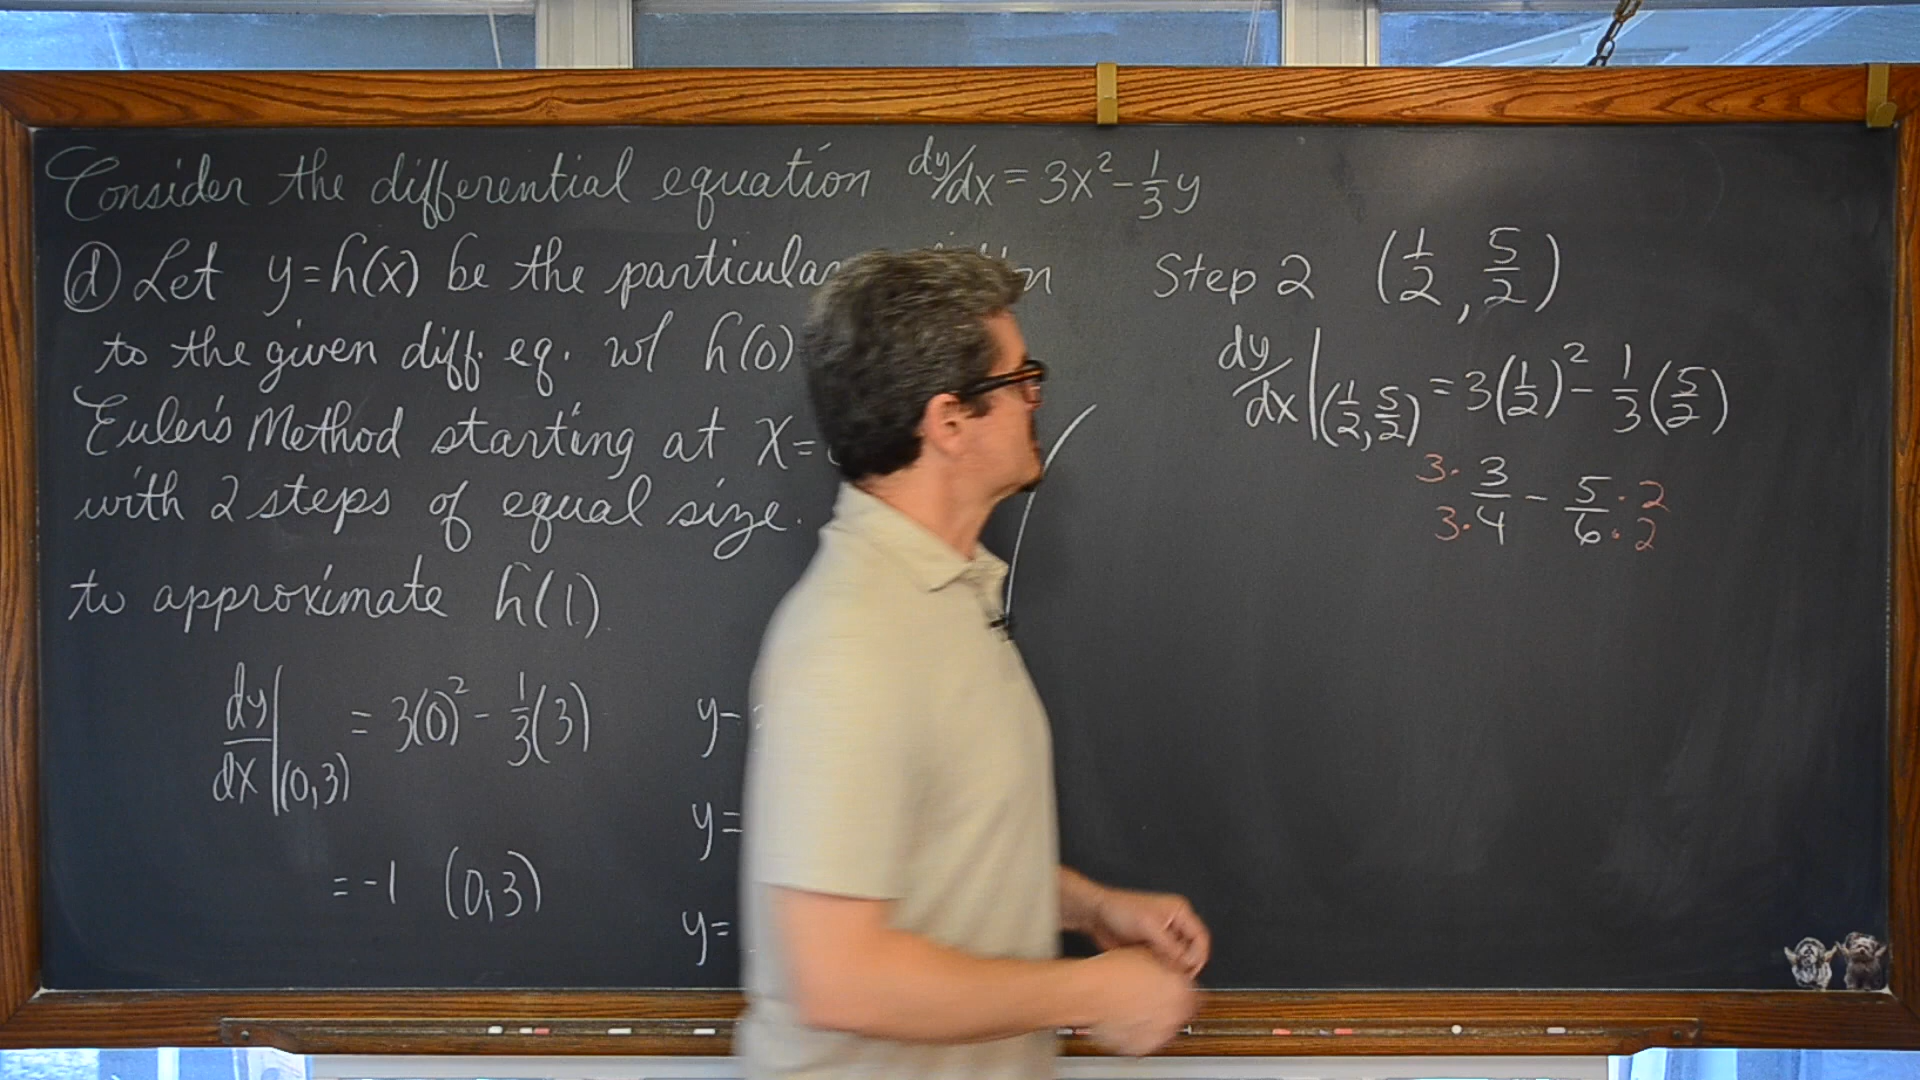 Consider the differential equation dy/dx = 3x² - 1/3 y
(d) Let y = h(x) be the particular
to the given diff. eq. w/ h(0)
Euler's Method starting at x =
with 2 steps of equal size.
to approximate h(1)
dy/dx |(0,3) = 3(0)² - 1/3(3)
= -1 (0,3)
y-
y=
y=
Step 2 (1/2, 5/2)
dy/dx |(1/2, 5/2) = 3(1/2)² - 1/3(5/2)
3·3/3·4 - 5·2/6·2